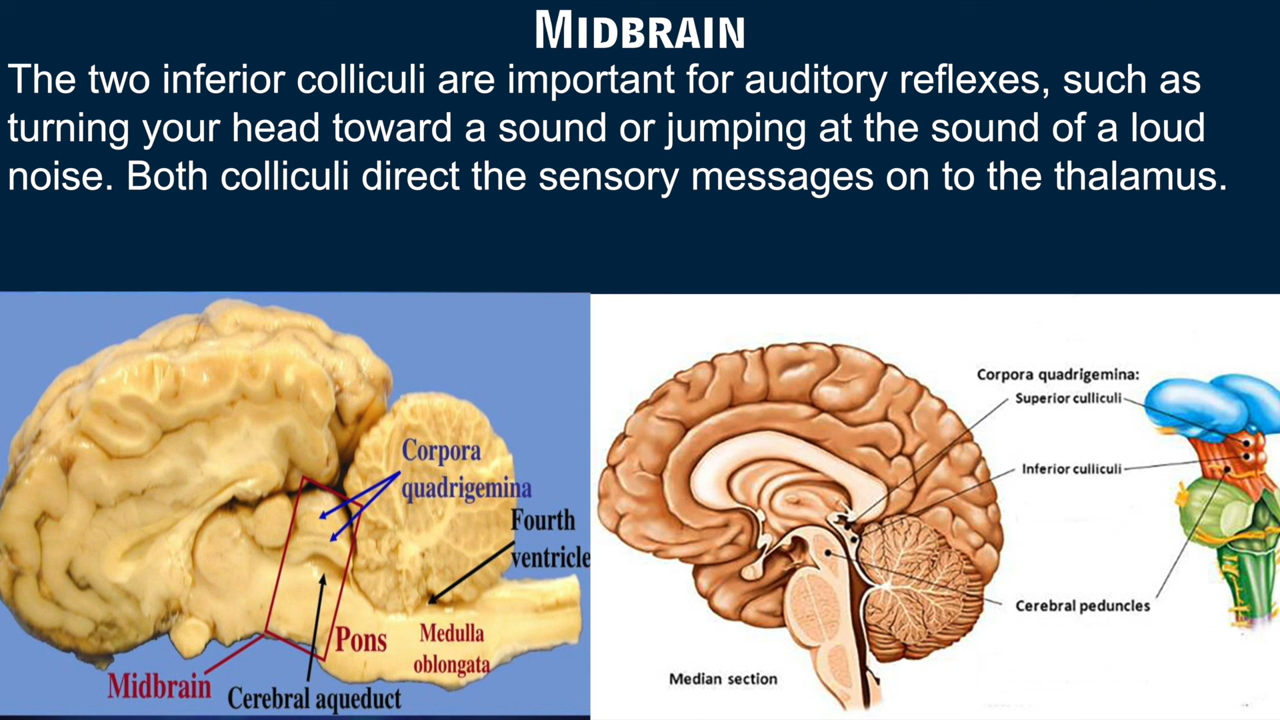 MIDBRAIN
The two inferior colliculi are important for auditory reflexes, such as
turning your head toward a sound or jumping at the sound of a loud
noise. Both colliculi direct the sensory messages on to the thalamus.
Corpora
quadrigemina
Fourth
ventricle
Pons
Medulla
oblongata
Midbrain
Cerebral aqueduct
Corpora quadrigemina:
Superior culliculi
Inferior culliculi
Cerebral peduncles
Median section